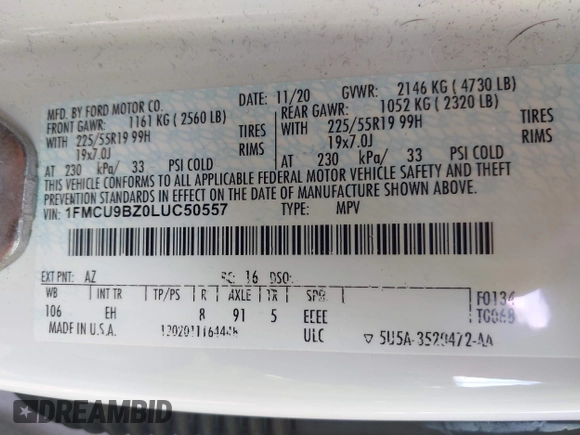 MFD. BY FORD MOTOR CO.
11/20 GVWR: 2146 KG ( 4730 LB)
FRONT GAWR: 1161 KG ( 2560 LB)
REAR GAWR: 1052 KG ( 2320 LB)
WITH 225/55R19 99H TIRES
WITH 225/55R19 99H TIRES
19x7.0J RIMS
19x7.0J RIMS
AT 230 kPa/ 33 PSI COLD
AT 230 kPa/ 33 PSI COLD
THIS VEHICLE CONFORMS TO ALL APPLICABLE FEDERAL MOTOR VEHICLE SAFETY AND THEFT
PREVENTION STANDARDS IN EFFECT ON THE DATE OF MANUFACTURE SHOWN ABOVE.
VIN: 1FMCU9BZ0LUC50557 TYPE: MPV
EXT PNT: AZ RC: 16 DSO:
WB INT TR TP/PS R AXLE TR SPR F0134
106 EH 8 91 5 EEEE
MADE IN U.S.A. ULC ▽ 5U5A-3520472-AA
DREAMBID